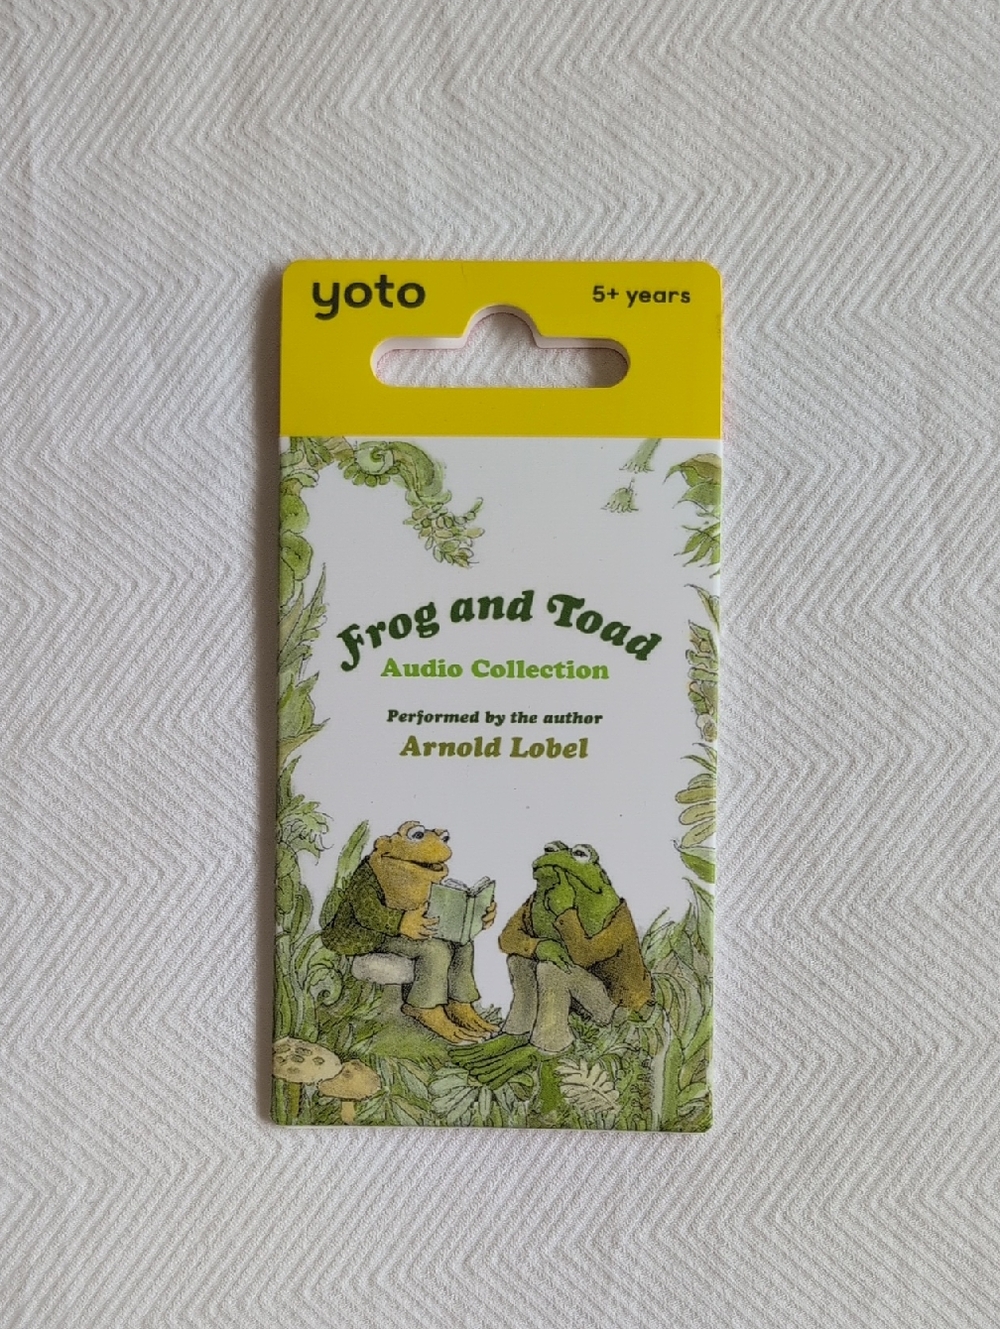 yoto
5+ years
Frog and Toad
Audio Collection
Performed by the author
Arnold Lobel